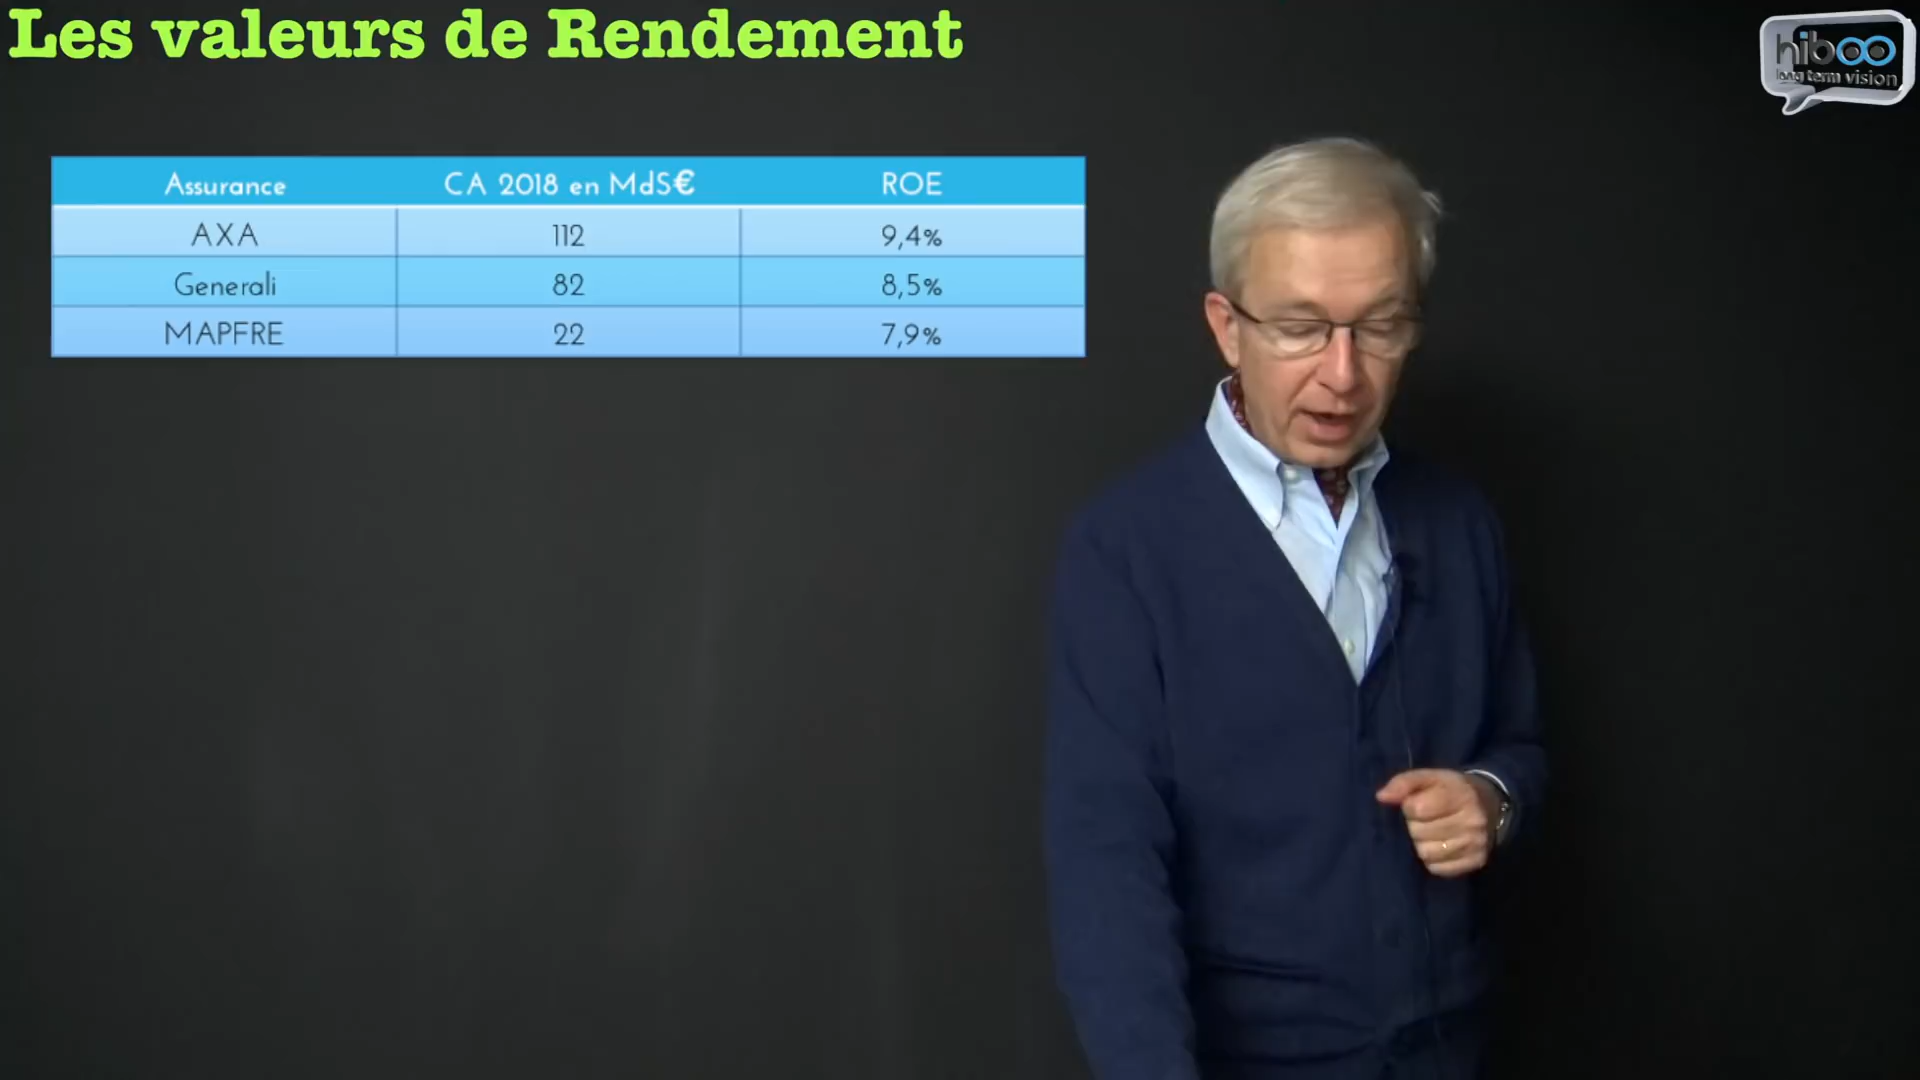 Les valeurs de Rendement
hiboo
long term vision
Assurance CA 2018 en MdS€ ROE
AXA 112 9,4%
Generali 82 8,5%
MAPFRE 22 7,9%